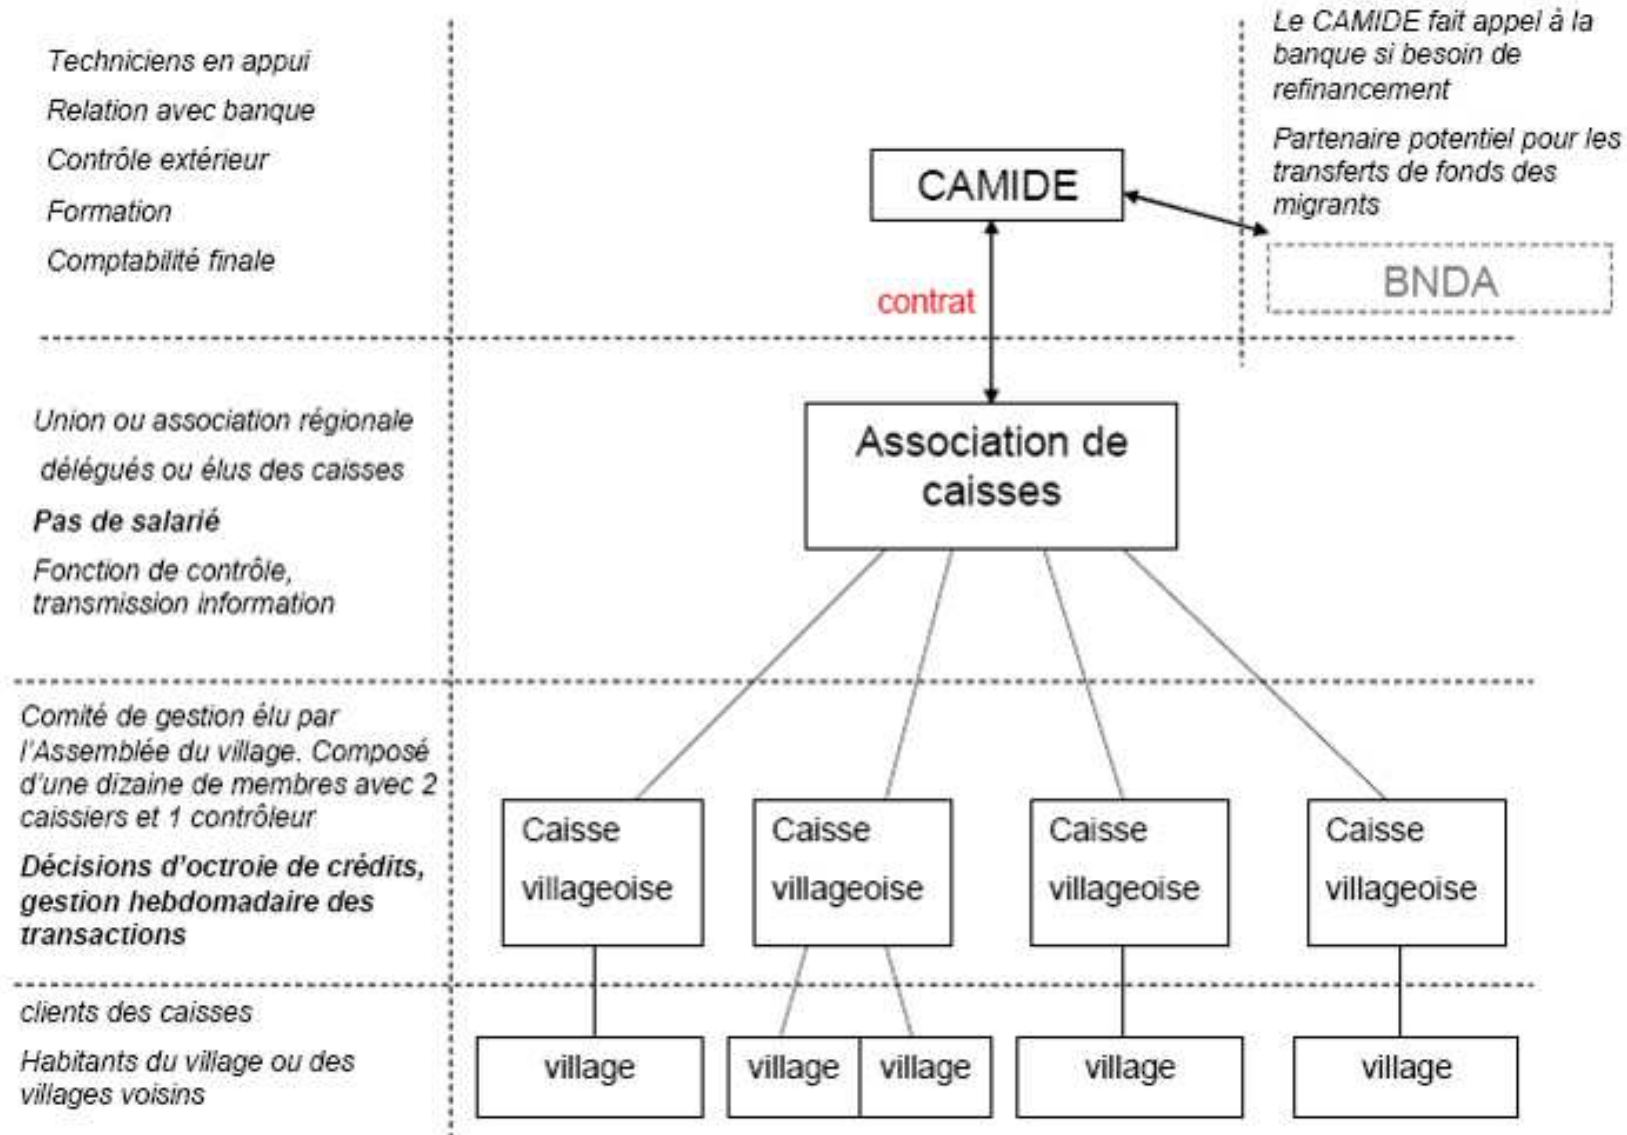 Techniciens en appui
Relation avec banque
Contrôle extérieur
Formation
Comptabilité finale
CAMIDE
contrat
Le CAMIDE fait appel à la
banque si besoin de
refinancement
Partenaire potentiel pour les
transferts de fonds des
migrants
BNDA
Union ou association régionale
délégués ou élus des caisses
Pas de salarié
Fonction de contrôle,
transmission information
Association de
caisses
Comité de gestion élu par
l'Assemblée du village. Composé
d'une dizaine de membres avec 2
caissiers et 1 contrôleur
Décisions d'octroie de crédits,
gestion hebdomadaire des
transactions
Caisse
villageoise
Caisse
villageoise
Caisse
villageoise
Caisse
villageoise
clients des caisses
Habitants du village ou des
villages voisins
village
village
village
village
village